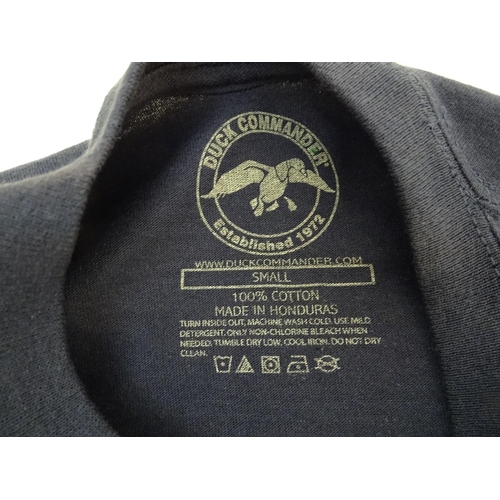 DUCK COMMANDER®
Established 1972
WWW.DUCKCOMMANDER.COM
SMALL
100% COTTON
MADE IN HONDURAS
TURN INSIDE OUT, MACHINE WASH COLD. USE MILD
DETERGENT. ONLY NON-CHLORINE BLEACH WHEN
NEEDED. TUMBLE DRY LOW. COOL IRON. DO NOT DRY
CLEAN.